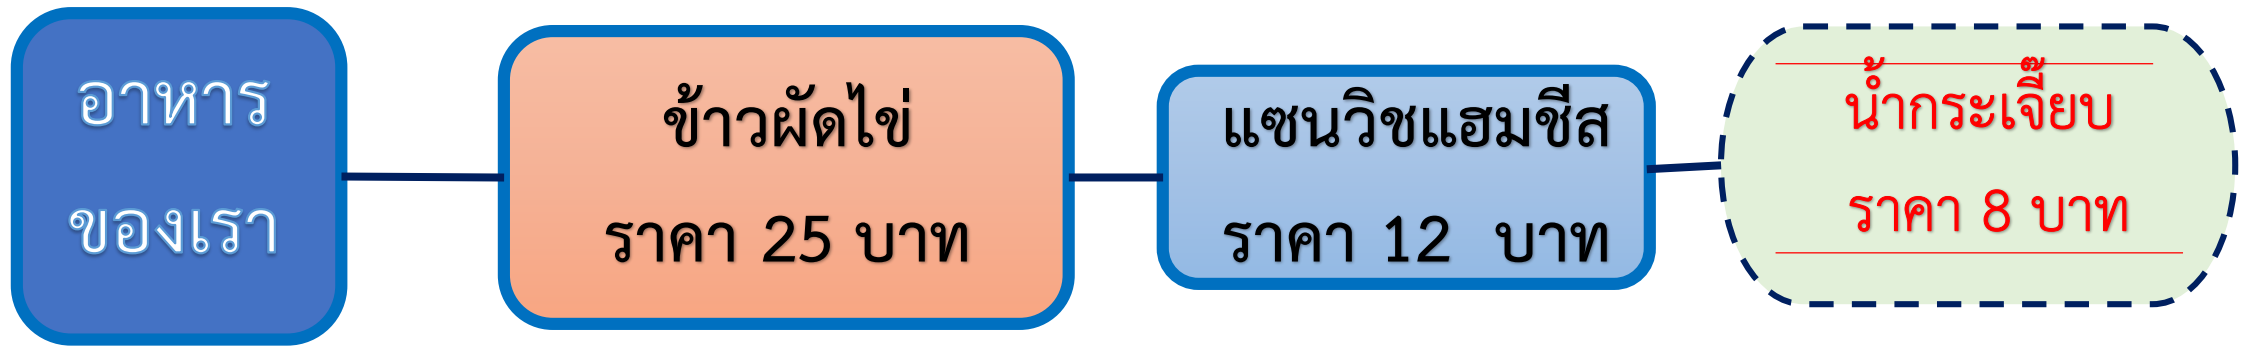 อาหาร
ของเรา
ข้าวผัดไข่
ราคา 25 บาท
แซนวิชแฮมชีส
ราคา 12 บาท
น้ำกระเจี๊ยบ
ราคา 8 บาท